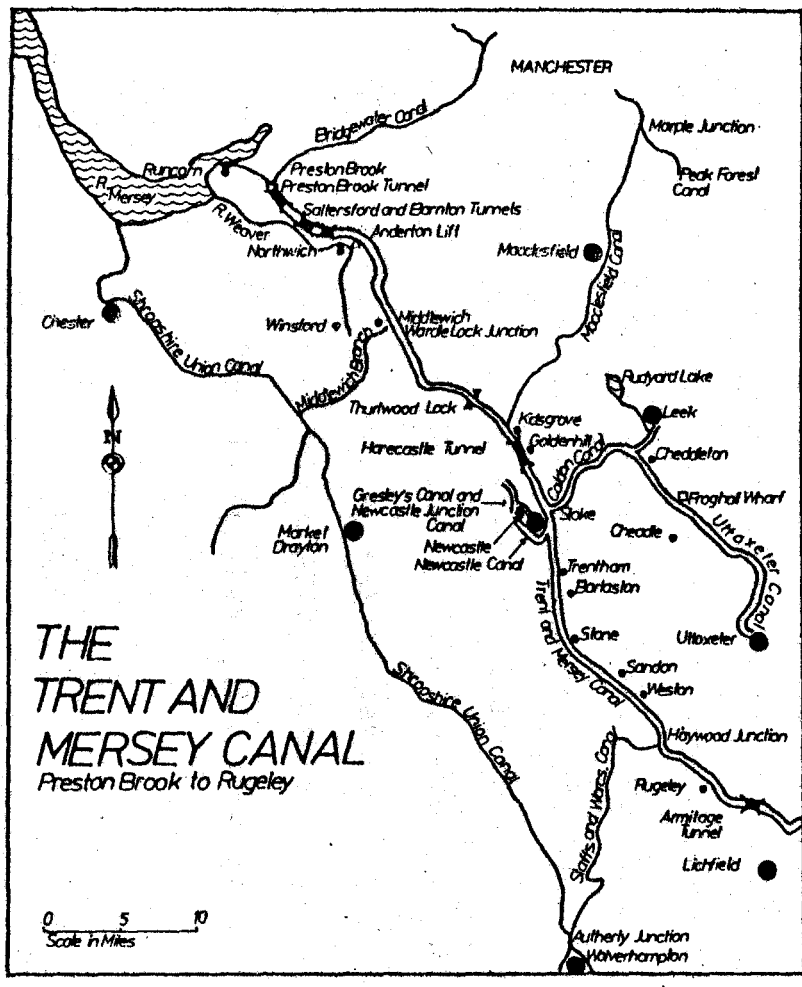 MANCHESTER
Bridgewater Canal
Marple Junction
Peak Forest
Canal
Runcorn
Preston Brook
Preston Brook Tunnel
R.
Mersey
Saltersford and Barnton Tunnels
R. Weaver
Anderton Lift
Northwich
Macclesfield
Macclesfield Canal
Chester
Shropshire Union Canal
Winsford
Middlewich
Wardle Lock Junction
Middlewich Branch
Rudyard Lake
Thurlwood Lock
Leek
Kidsgrove
Goldenhill
Harecastle Tunnel
Caldon Canal
Cheddleton
N
Gresley's Canal and
Newcastle Junction
Canal
Stoke
Froghall Wharf
Uttoxeter Canal
Market
Drayton
Newcastle
Newcastle Canal
Cheadle
Trentham
Barlaston
Trent and Mersey Canal
Stone
Uttoxeter
THE
TRENT AND
MERSEY CANAL
Preston Brook to Rugeley
Shropshire Union Canal
Sandon
Weston
Haywood Junction
Staffs and Worcs Canal
Rugeley
Armitage
Tunnel
Lichfield
0 5 10
Scale in Miles
Autherly Junction
Wolverhampton